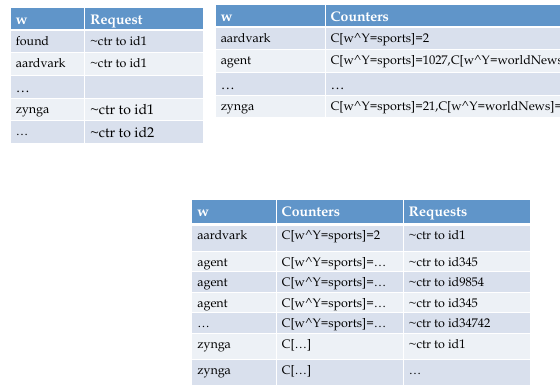 w Request
found ~ctr to id1
aardvark ~ctr to id1
…
zynga ~ctr to id1
… ~ctr to id2
w Counters
aardvark C[w^Y=sports]=2
agent C[w^Y=sports]=1027,C[w^Y=worldNews
… …
zynga C[w^Y=sports]=21,C[w^Y=worldNews]=
w Counters Requests
aardvark C[w^Y=sports]=2 ~ctr to id1
agent C[w^Y=sports]=… ~ctr to id345
agent C[w^Y=sports]=… ~ctr to id9854
agent C[w^Y=sports]=… ~ctr to id345
… C[w^Y=sports]=… ~ctr to id34742
zynga C[…] ~ctr to id1
zynga C[…] …